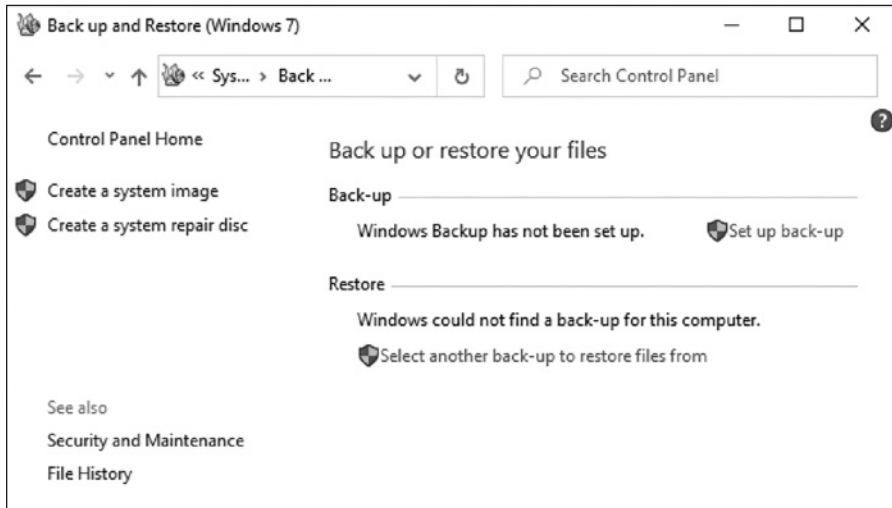 Back up and Restore (Windows 7)
« Sys... › Back ...
Search Control Panel
Control Panel Home
Create a system image
Create a system repair disc
Back up or restore your files
Back-up
Windows Backup has not been set up.
Set up back-up
Restore
Windows could not find a back-up for this computer.
Select another back-up to restore files from
See also
Security and Maintenance
File History